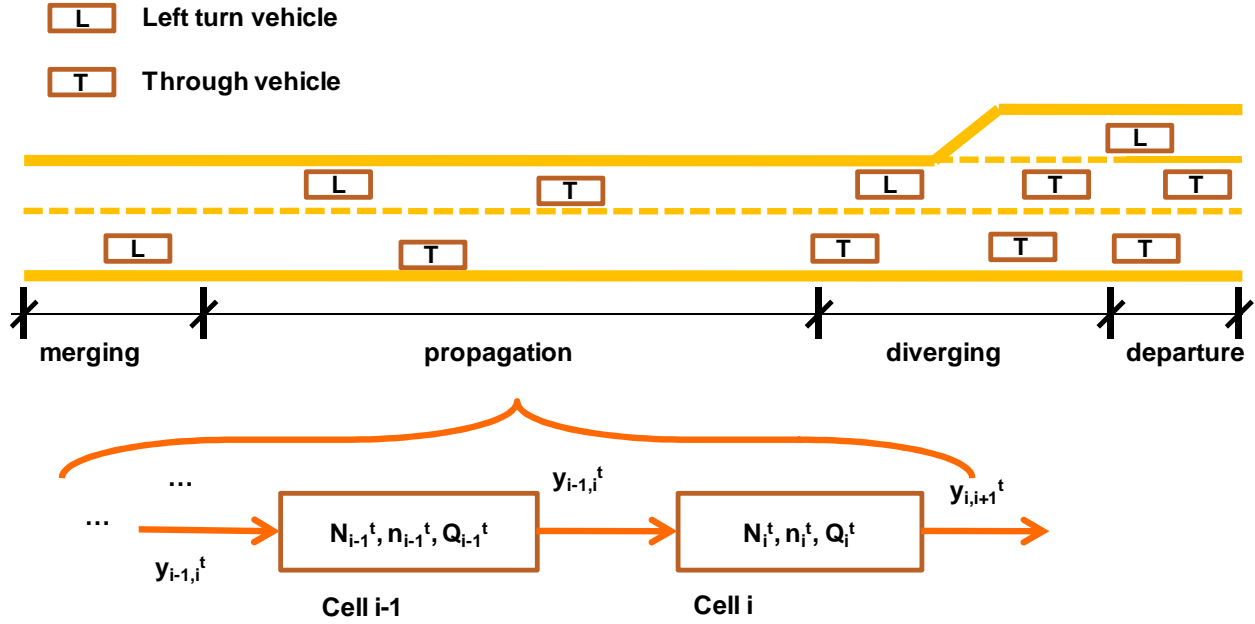 L Left turn vehicle
T Through vehicle
L
L T L T T
L T T T T
merging propagation diverging departure
... y_{i-1,i}^t y_{i,i+1}^t
... N_{i-1}^t, n_{i-1}^t, Q_{i-1}^t N_i^t, n_i^t, Q_i^t
y_{i-1,i}^t
Cell i-1 Cell i